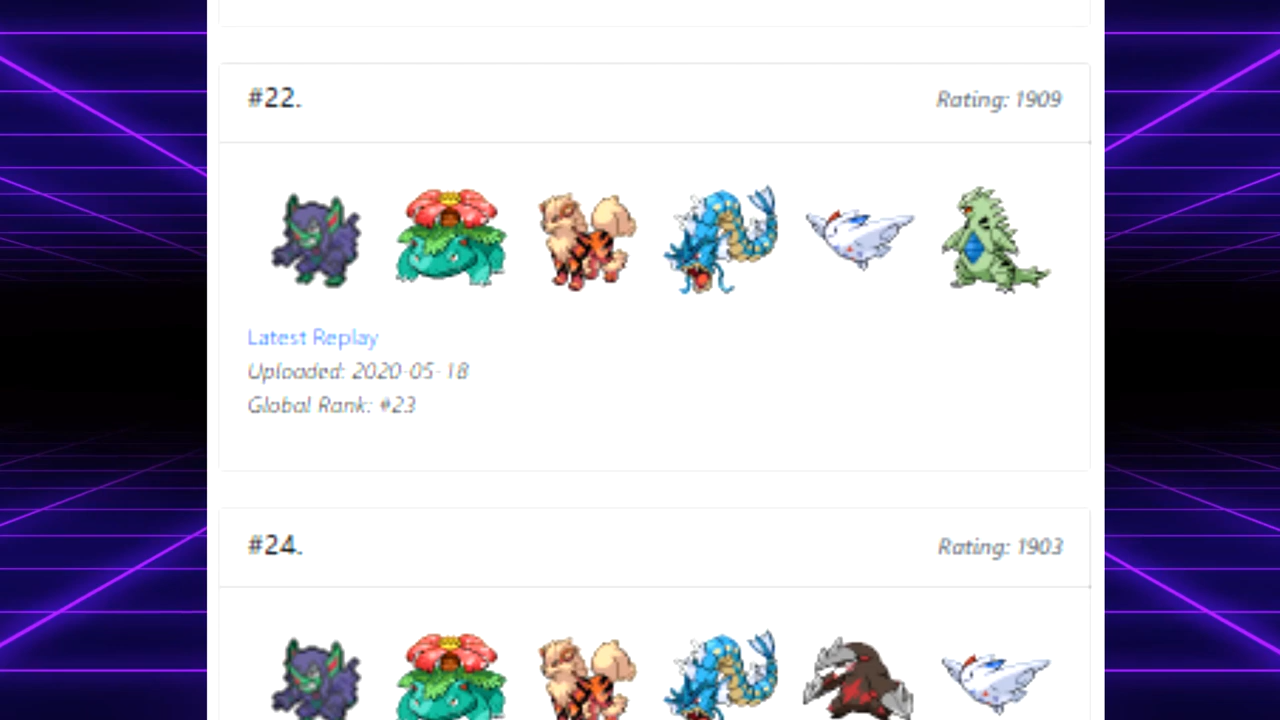 #22.
Rating: 1909
Latest Replay
Uploaded: 2020-05-18
Global Rank: #23
#24.
Rating: 1903